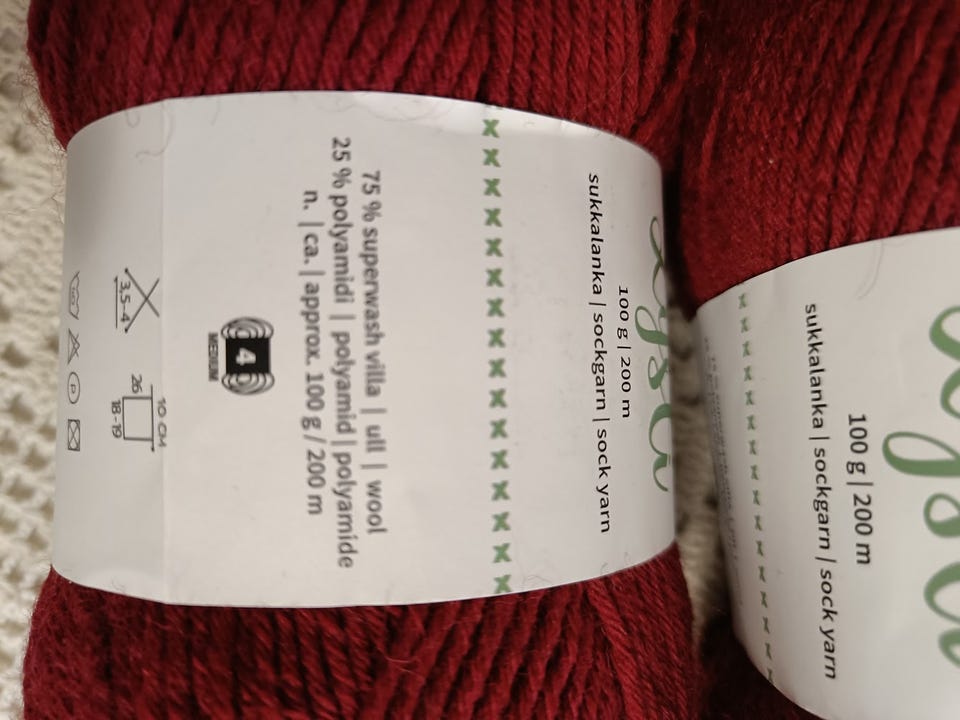 100 g | 200 m
sukkalanka | sockgarn | sock yarn
75 % superwash villa | ull | wool
25 % polyamidi | polyamid | polyamide
n. | ca. | approx. 100 g / 200 m
4
MEDIUM
3,5-4
10 CM
26
18-19
P
100 g | 200 m
sukkalanka | sockgarn | sock yarn